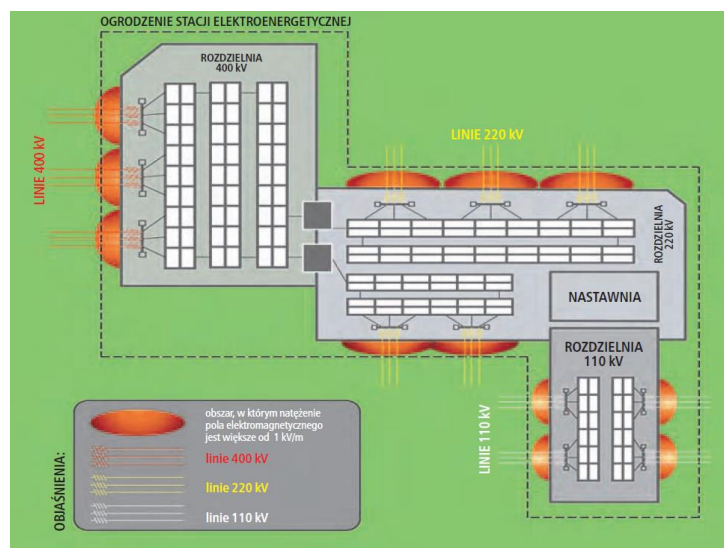 OGRODZENIE STACJI ELEKTROENERGETYCZNEJ
ROZDZIELNIA
400 kV
LINIE 400 kV
LINIE 220 kV
ROZDZIELNIA
220 kV
NASTAWNIA
ROZDZIELNIA
110 kV
LINIE 110 kV
OBJAŚNIENIA:
obszar, w którym natężenie
pola elektromagnetycznego
jest większe od 1 kV/m
linie 400 kV
linie 220 kV
linie 110 kV